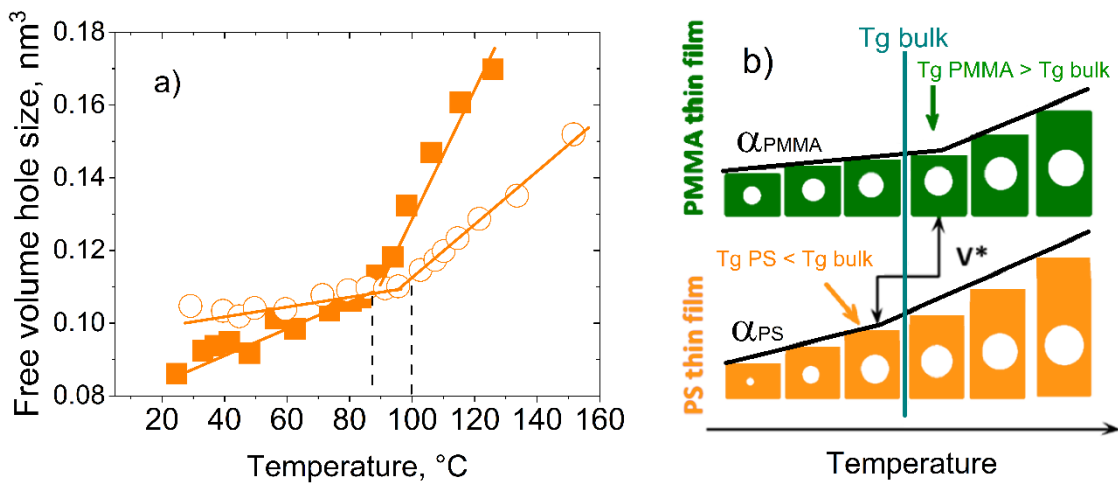 a)
Free volume hole size, nm³
0.18
0.16
0.14
0.12
0.10
0.08
20 40 60 80 100 120 140 160
Temperature, °C
b)
Tg bulk
Tg PMMA > Tg bulk
PMMA thin film
αPMMA
V*
Tg PS < Tg bulk
PS thin film
αPS
Temperature